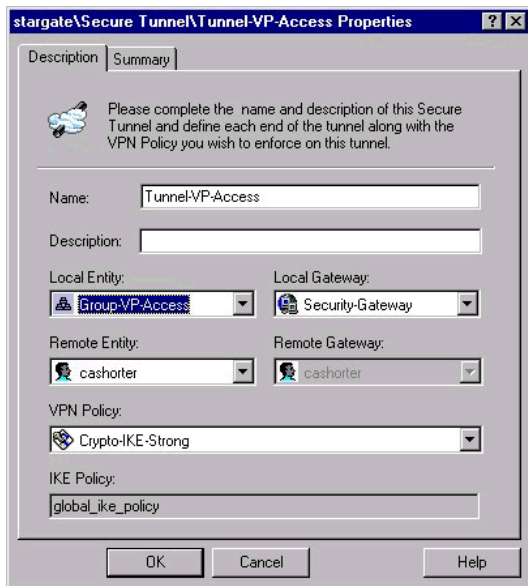 stargate\Secure Tunnel\Tunnel-VP-Access Properties
Description Summary
Please complete the name and description of this Secure
Tunnel and define each end of the tunnel along with the
VPN Policy you wish to enforce on this tunnel.
Name: Tunnel-VP-Access
Description:
Local Entity: Local Gateway:
Group-VP-Access Security-Gateway
Remote Entity: Remote Gateway:
cashorter cashorter
VPN Policy:
Crypto-IKE-Strong
IKE Policy:
global_ike_policy
OK Cancel Help